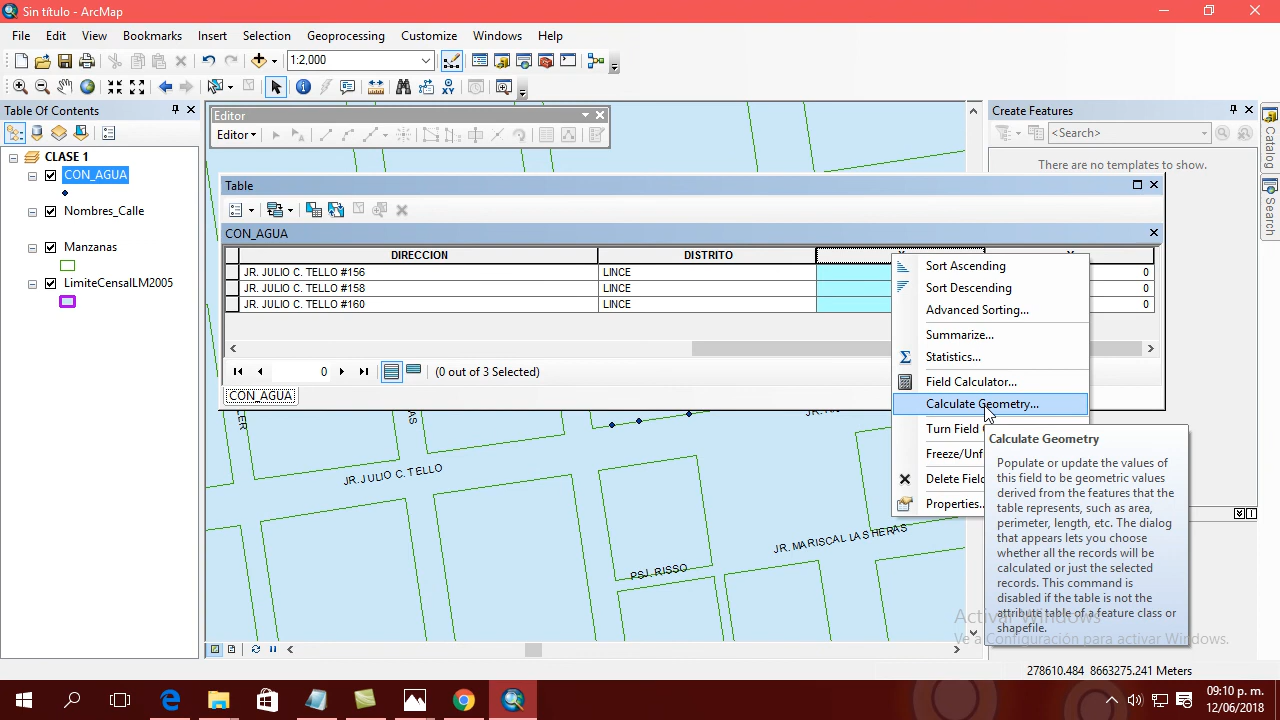 Sin título - ArcMap
File Edit View Bookmarks Insert Selection Geoprocessing Customize Windows Help
1:2,000
Table Of Contents
CLASE 1
CON_AGUA
Nombres_Calle
Manzanas
LimiteCensalLM2005
Editor
Editor
Create Features
<Search>
There are no templates to show.
Catalog
Search
Table
CON_AGUA
DIRECCION DISTRITO
JR. JULIO C. TELLO #156 LINCE 0
JR. JULIO C. TELLO #158 LINCE 0
JR. JULIO C. TELLO #160 LINCE 0
0 (0 out of 3 Selected)
CON_AGUA
Sort Ascending
Sort Descending
Advanced Sorting...
Summarize...
Statistics...
Field Calculator...
Calculate Geometry...
Turn Field
Freeze/Unf
Delete Field
Properties..
Calculate Geometry
Populate or update the values of
this field to be geometric values
derived from the features that the
table represents, such as area,
perimeter, length, etc. The dialog
that appears lets you choose
whether all the records will be
calculated or just the selected
records. This command is
disabled if the table is not the
attribute table of a feature class or
shapefile.
JR. JULIO C. TELLO
JR. MARISCAL LAS HERAS
PSJ. RISSO
Activar Windows
Ve a Configuración para activar Windows.
278610.484 8663275.241 Meters
09:10 p. m.
12/06/2018